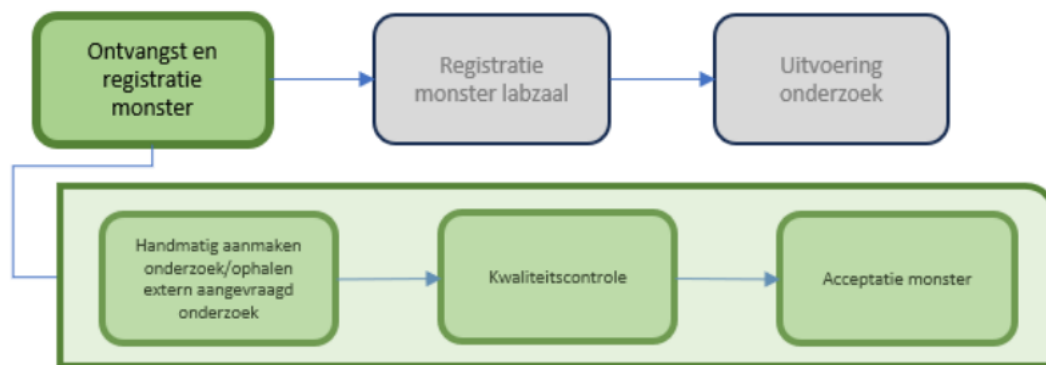 Ontvangst en
registratie
monster
Registratie
monster labzaal
Uitvoering
onderzoek
Handmatig aanmaken
onderzoek/ophalen
extern aangevraagd
onderzoek
Kwaliteitscontrole
Acceptatie monster